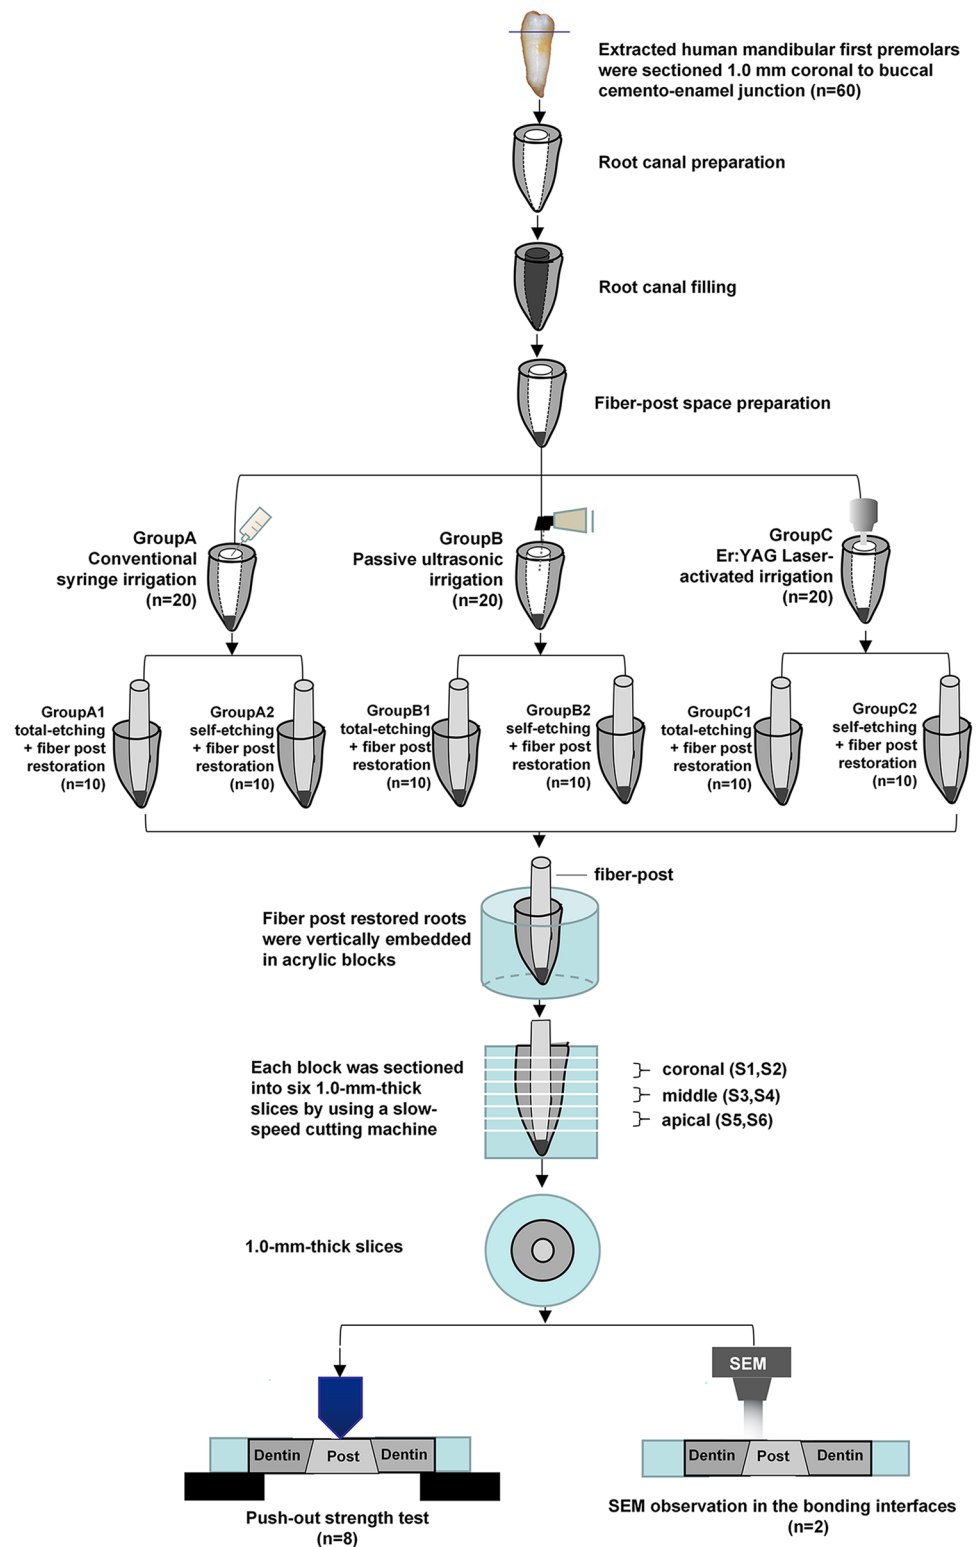 Extracted human mandibular first premolars
were sectioned 1.0 mm coronal to buccal
cemento-enamel junction (n=60)
Root canal preparation
Root canal filling
Fiber-post space preparation
GroupA
Conventional
syringe irrigation
(n=20)
GroupB
Passive ultrasonic
irrigation
(n=20)
GroupC
Er:YAG Laser-
activated irrigation
(n=20)
GroupA1
total-etching
+ fiber post
restoration
(n=10)
GroupA2
self-etching
+ fiber post
restoration
(n=10)
GroupB1
total-etching
+ fiber post
restoration
(n=10)
GroupB2
self-etching
+ fiber post
restoration
(n=10)
GroupC1
total-etching
+ fiber post
restoration
(n=10)
GroupC2
self-etching
+ fiber post
restoration
(n=10)
fiber-post
Fiber post restored roots
were vertically embedded
in acrylic blocks
Each block was sectioned
into six 1.0-mm-thick
slices by using a slow-
speed cutting machine
coronal (S1,S2)
middle (S3,S4)
apical (S5,S6)
1.0-mm-thick slices
SEM
Dentin Post Dentin
Dentin Post Dentin
Push-out strength test
(n=8)
SEM observation in the bonding interfaces
(n=2)